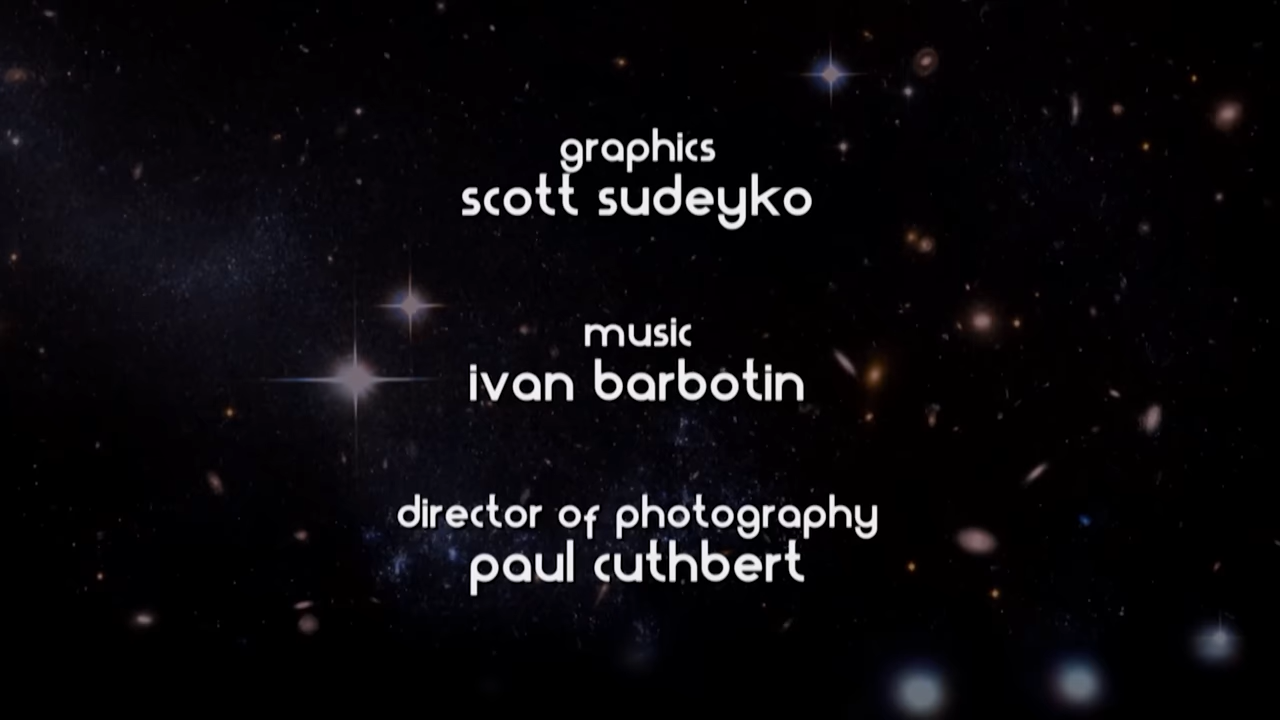 graphics
scott sudeyko
music
ivan barbotin
director of photography
paul cuthbert